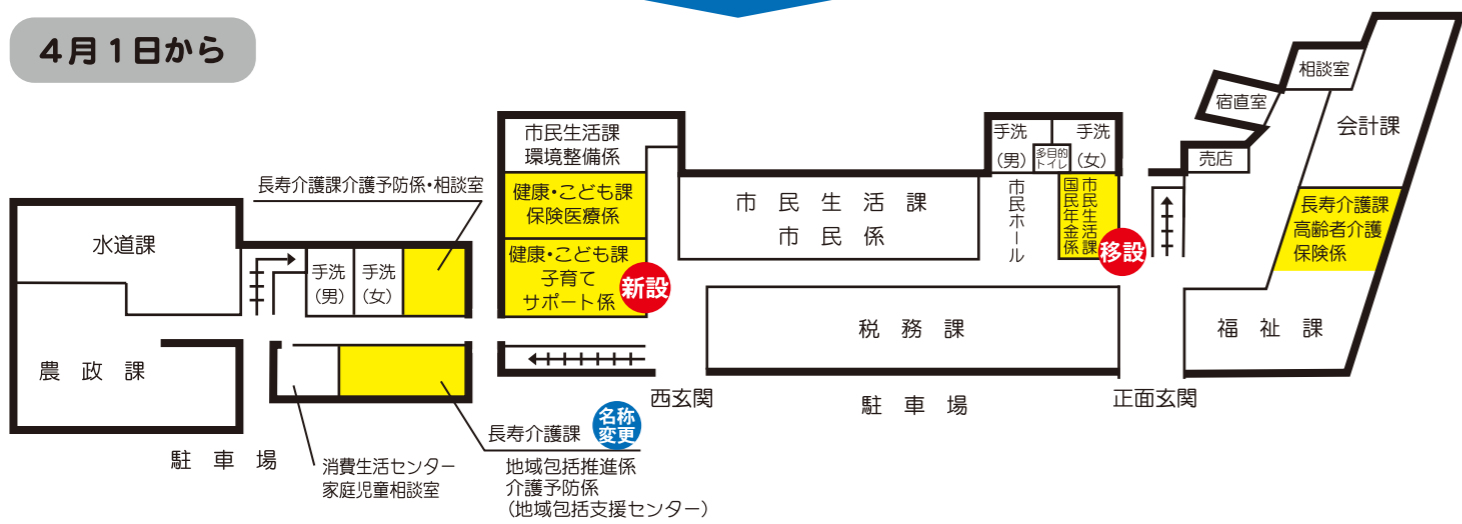 4月1日から
水道課
農政課
駐車場
長寿介護課介護予防係・相談室
手洗
(男)
手洗
(女)
消費生活センター
家庭児童相談室
長寿介護課
名称
変更
地域包括推進係
介護予防係
(地域包括支援センター)
市民生活課
環境整備係
健康・こども課
保険医療係
健康・こども課
子育て
サポート係
新設
西玄関
市民生活課
市民係
税務課
駐車場
手洗
(男)
多目的
トイレ
手洗
(女)
市民ホール
市民生活課
国民年金係
移設
正面玄関
宿直室
相談室
売店
会計課
長寿介護課
高齢者介護
保険係
福祉課